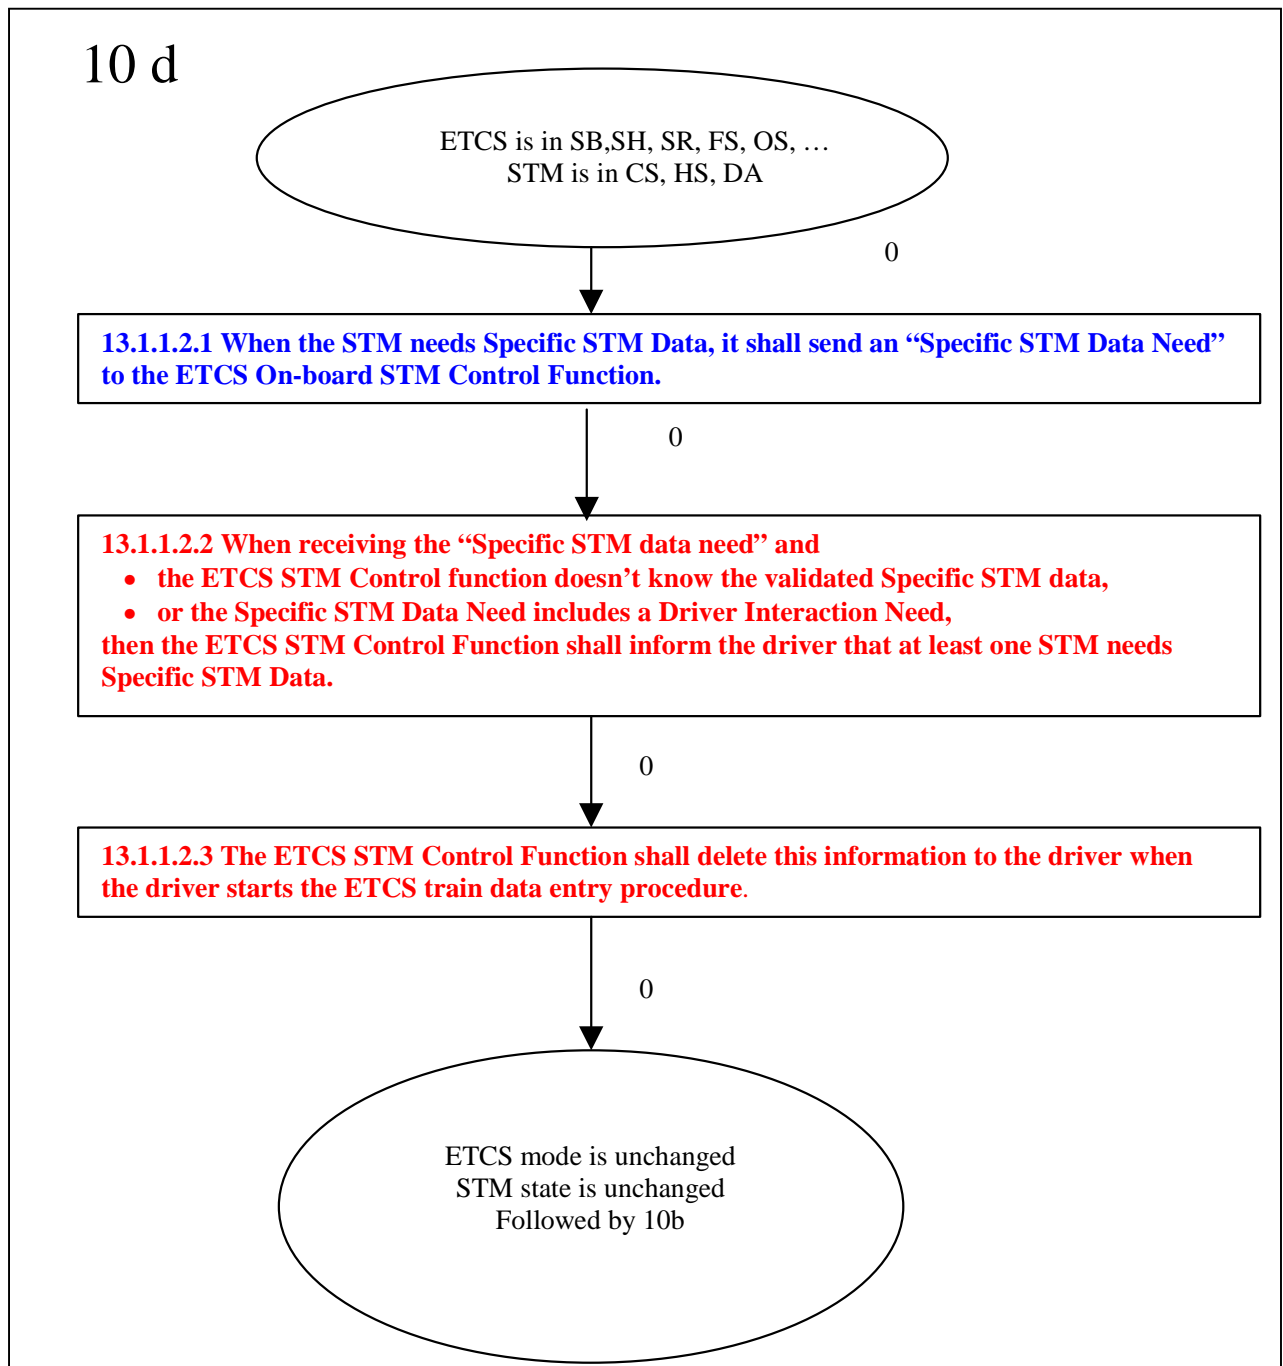 10 d
ETCS is in SB,SH, SR, FS, OS, …
STM is in CS, HS, DA
0
13.1.1.2.1 When the STM needs Specific STM Data, it shall send an “Specific STM Data Need”
to the ETCS On-board STM Control Function.
0
13.1.1.2.2 When receiving the “Specific STM data need” and
• the ETCS STM Control function doesn’t know the validated Specific STM data,
• or the Specific STM Data Need includes a Driver Interaction Need,
then the ETCS STM Control Function shall inform the driver that at least one STM needs
Specific STM Data.
0
13.1.1.2.3 The ETCS STM Control Function shall delete this information to the driver when
the driver starts the ETCS train data entry procedure.
0
ETCS mode is unchanged
STM state is unchanged
Followed by 10b